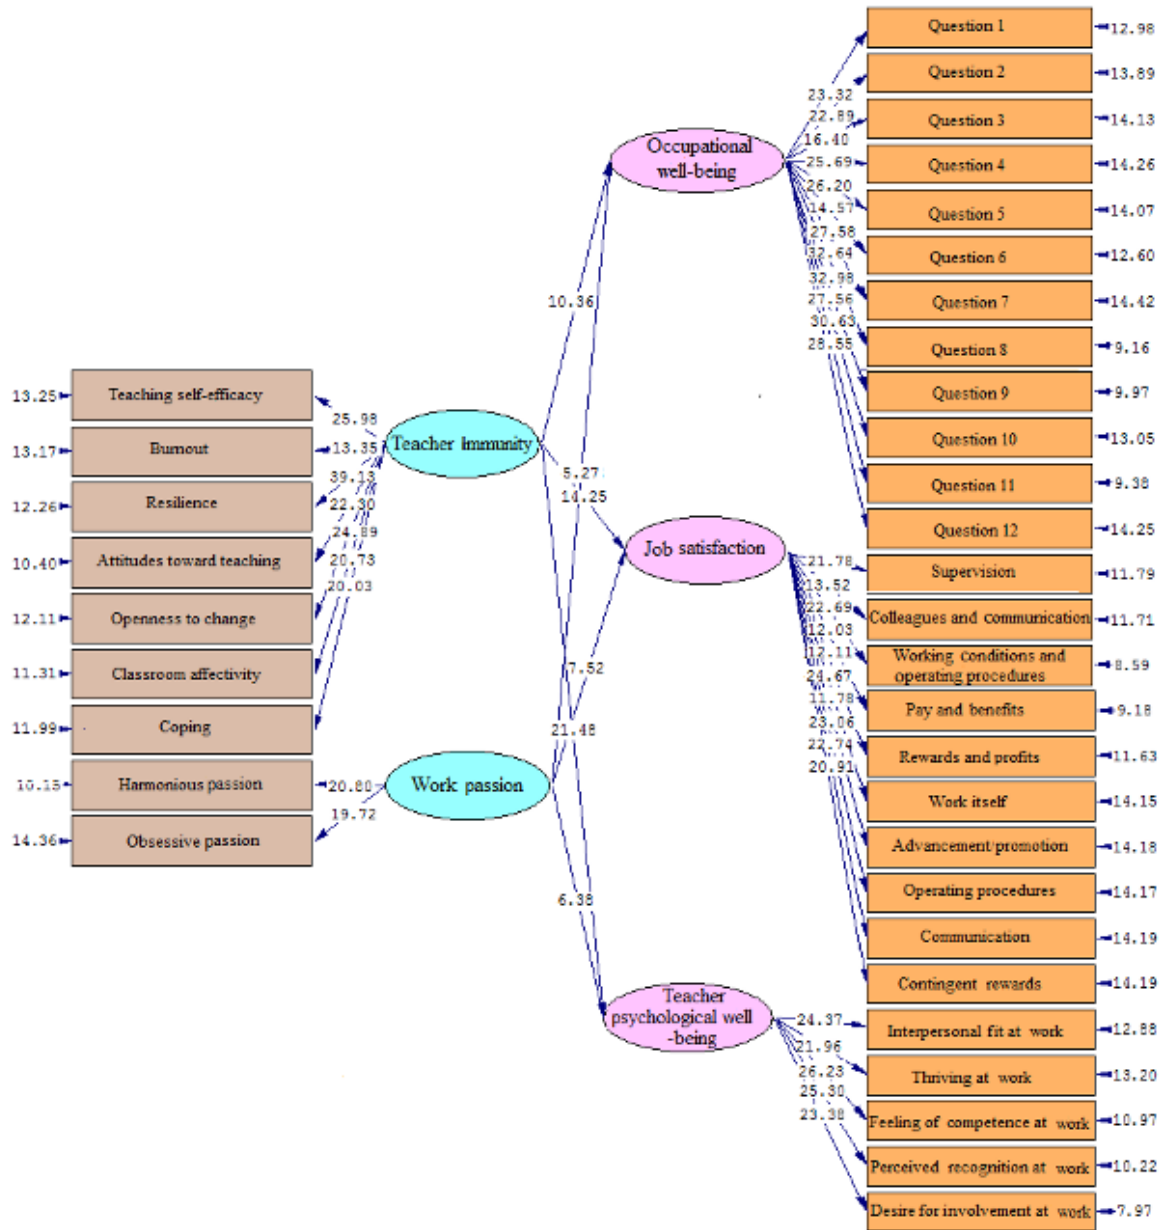 Question 1
12.98
Question 2
13.89
23.32
22.89
Question 3
14.13
16.40
Occupational
well-being
25.69
Question 4
14.26
26.20
14.57
Question 5
14.07
27.58
32.64
Question 6
12.60
32.98
27.56
Question 7
14.42
10.36
30.63
28.55
Question 8
9.16
Question 9
9.97
13.25
Teaching self-efficacy
25.98
Teacher Immunity
Question 10
13.05
13.17
Burnout
13.35
39.13
5.27
Question 11
9.38
12.26
Resilience
22.30
14.25
24.89
Question 12
14.25
10.40
Attitudes toward teaching
20.73
20.03
Job satisfaction
21.78
Supervision
11.79
13.52
12.11
Openness to change
22.69
Colleagues and communication
11.71
12.03
12.11
Working conditions and
operating procedures
8.59
11.31
Classroom affectivity
7.52
24.67
11.78
Pay and benefits
9.18
11.99
Coping
21.48
23.06
22.74
Rewards and profits
11.63
20.91
10.15
Harmonious passion
20.80
Work passion
Work itself
14.15
19.72
14.36
Obsessive passion
Advancement/promotion
14.18
6.38
Operating procedures
14.17
Communication
14.19
Contingent rewards
14.19
Teacher
psychological well
-being
24.37
Interpersonal fit at work
12.88
21.96
26.23
Thriving at work
13.20
25.30
23.38
Feeling of competence at work
10.97
Perceived recognition at work
10.22
Desire for involvement at work
7.97